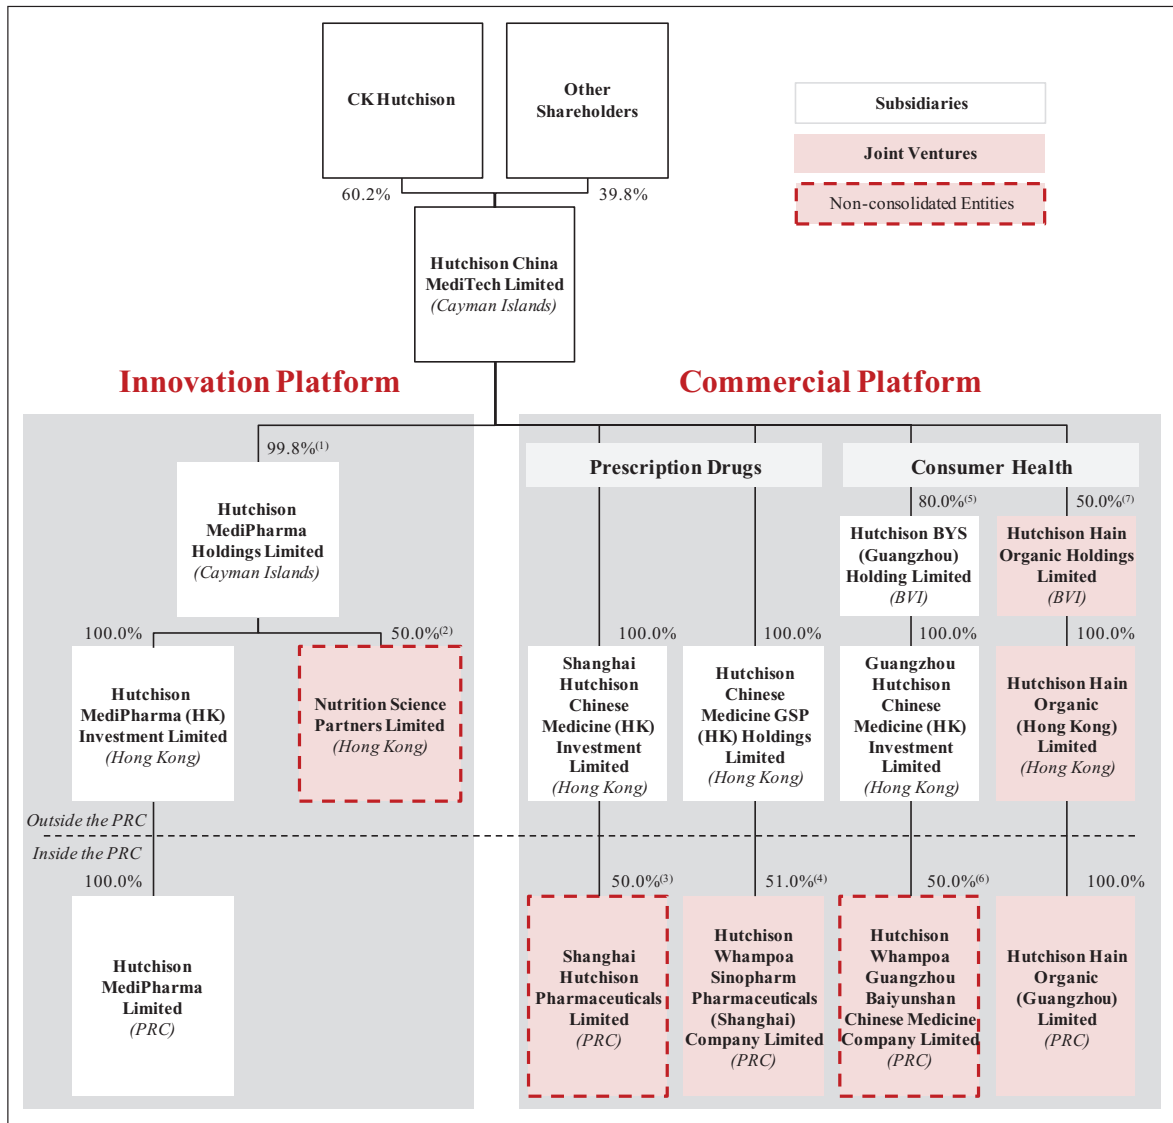 CK Hutchison
Other
Shareholders
Subsidiaries
Joint Ventures
Non-consolidated Entities
60.2%
39.8%
Hutchison China
MediTech Limited
(Cayman Islands)
Innovation Platform
Commercial Platform
99.8%(1)
Hutchison
MediPharma
Holdings Limited
(Cayman Islands)
100.0%
50.0%(2)
Hutchison
MediPharma (HK)
Investment Limited
(Hong Kong)
Nutrition Science
Partners Limited
(Hong Kong)
Prescription Drugs
Consumer Health
80.0%(5)
50.0%(7)
Hutchison BYS
(Guangzhou)
Holding Limited
(BVI)
Hutchison Hain
Organic Holdings
Limited
(BVI)
100.0%
100.0%
100.0%
100.0%
Shanghai
Hutchison
Chinese
Medicine (HK)
Investment
Limited
(Hong Kong)
Hutchison
Chinese
Medicine GSP
(HK) Holdings
Limited
(Hong Kong)
Guangzhou
Hutchison
Chinese
Medicine (HK)
Investment
Limited
(Hong Kong)
Hutchison Hain
Organic
(Hong Kong)
Limited
(Hong Kong)
Outside the PRC
Inside the PRC
100.0%
50.0%(3)
51.0%(4)
50.0%(6)
100.0%
Hutchison
MediPharma
Limited
(PRC)
Shanghai
Hutchison
Pharmaceuticals
Limited
(PRC)
Hutchison
Whampoa
Sinopharm
Pharmaceuticals
(Shanghai)
Company Limited
(PRC)
Hutchison
Whampoa
Guangzhou
Baiyunshan
Chinese Medicine
Company Limited
(PRC)
Hutchison Hain
Organic
(Guangzhou)
Limited
(PRC)